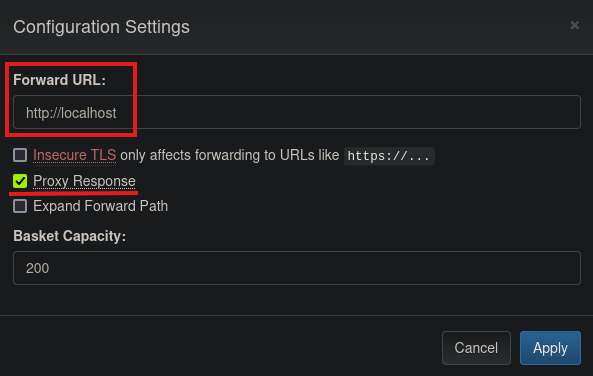 Configuration Settings ×
Forward URL:
http://localhost
Insecure TLS only affects forwarding to URLs like https://...
Proxy Response
Expand Forward Path
Basket Capacity:
200
Cancel Apply